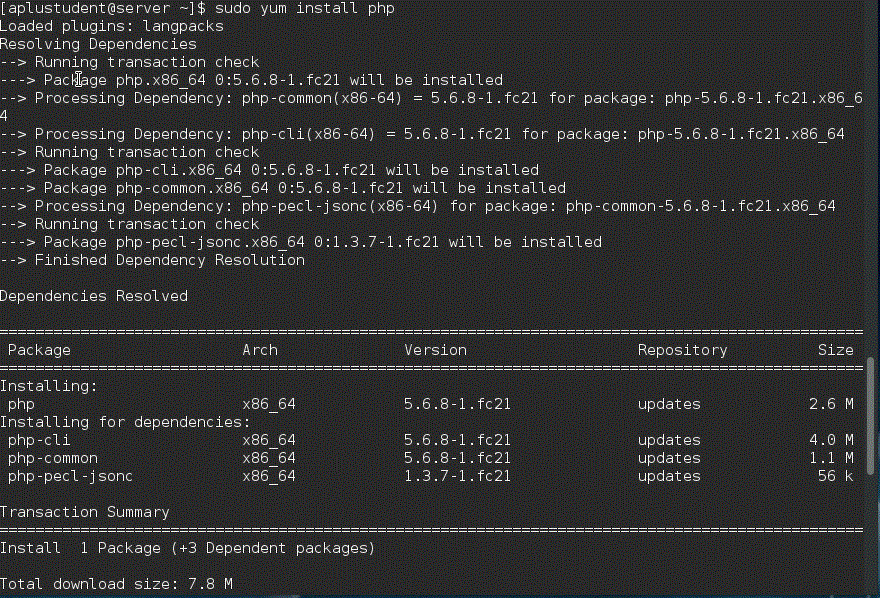 [aplustudent@server ~]$ sudo yum install php
Loaded plugins: langpacks
Resolving Dependencies
--> Running transaction check
---> Package php.x86_64 0:5.6.8-1.fc21 will be installed
--> Processing Dependency: php-common(x86-64) = 5.6.8-1.fc21 for package: php-5.6.8-1.fc21.x86_6
4
--> Processing Dependency: php-cli(x86-64) = 5.6.8-1.fc21 for package: php-5.6.8-1.fc21.x86_64
--> Running transaction check
---> Package php-cli.x86_64 0:5.6.8-1.fc21 will be installed
---> Package php-common.x86_64 0:5.6.8-1.fc21 will be installed
--> Processing Dependency: php-pecl-jsonc(x86-64) for package: php-common-5.6.8-1.fc21.x86_64
--> Running transaction check
---> Package php-pecl-jsonc.x86_64 0:1.3.7-1.fc21 will be installed
--> Finished Dependency Resolution
Dependencies Resolved
================================================================================================
Package Arch Version Repository Size
================================================================================================
Installing:
php x86_64 5.6.8-1.fc21 updates 2.6 M
Installing for dependencies:
php-cli x86_64 5.6.8-1.fc21 updates 4.0 M
php-common x86_64 5.6.8-1.fc21 updates 1.1 M
php-pecl-jsonc x86_64 1.3.7-1.fc21 updates 56 k
Transaction Summary
================================================================================================
Install 1 Package (+3 Dependent packages)
Total download size: 7.8 M